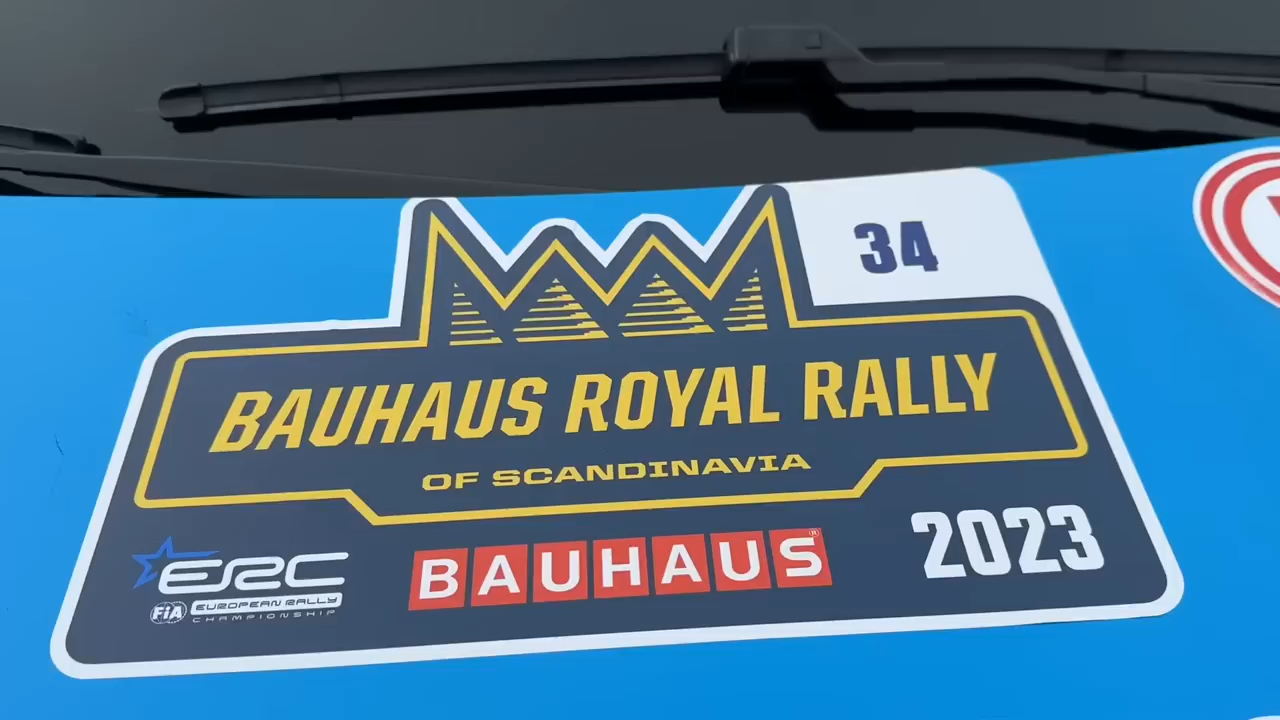 34
BAUHAUS ROYAL RALLY
OF SCANDINAVIA
ERC
FIA EUROPEAN RALLY
CHAMPIONSHIP
BAUHAUS®
2023